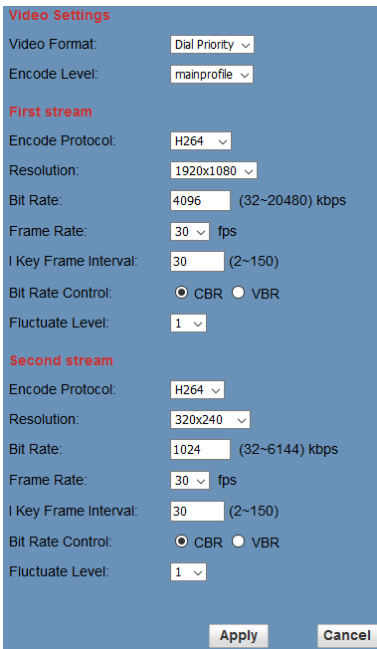 Video Settings
Video Format: Dial Priority
Encode Level: mainprofile
First stream
Encode Protocol: H264
Resolution: 1920x1080
Bit Rate: 4096 (32~20480) kbps
Frame Rate: 30 fps
I Key Frame Interval: 30 (2~150)
Bit Rate Control: CBR VBR
Fluctuate Level: 1
Second stream
Encode Protocol: H264
Resolution: 320x240
Bit Rate: 1024 (32~6144) kbps
Frame Rate: 30 fps
I Key Frame Interval: 30 (2~150)
Bit Rate Control: CBR VBR
Fluctuate Level: 1
Apply Cancel